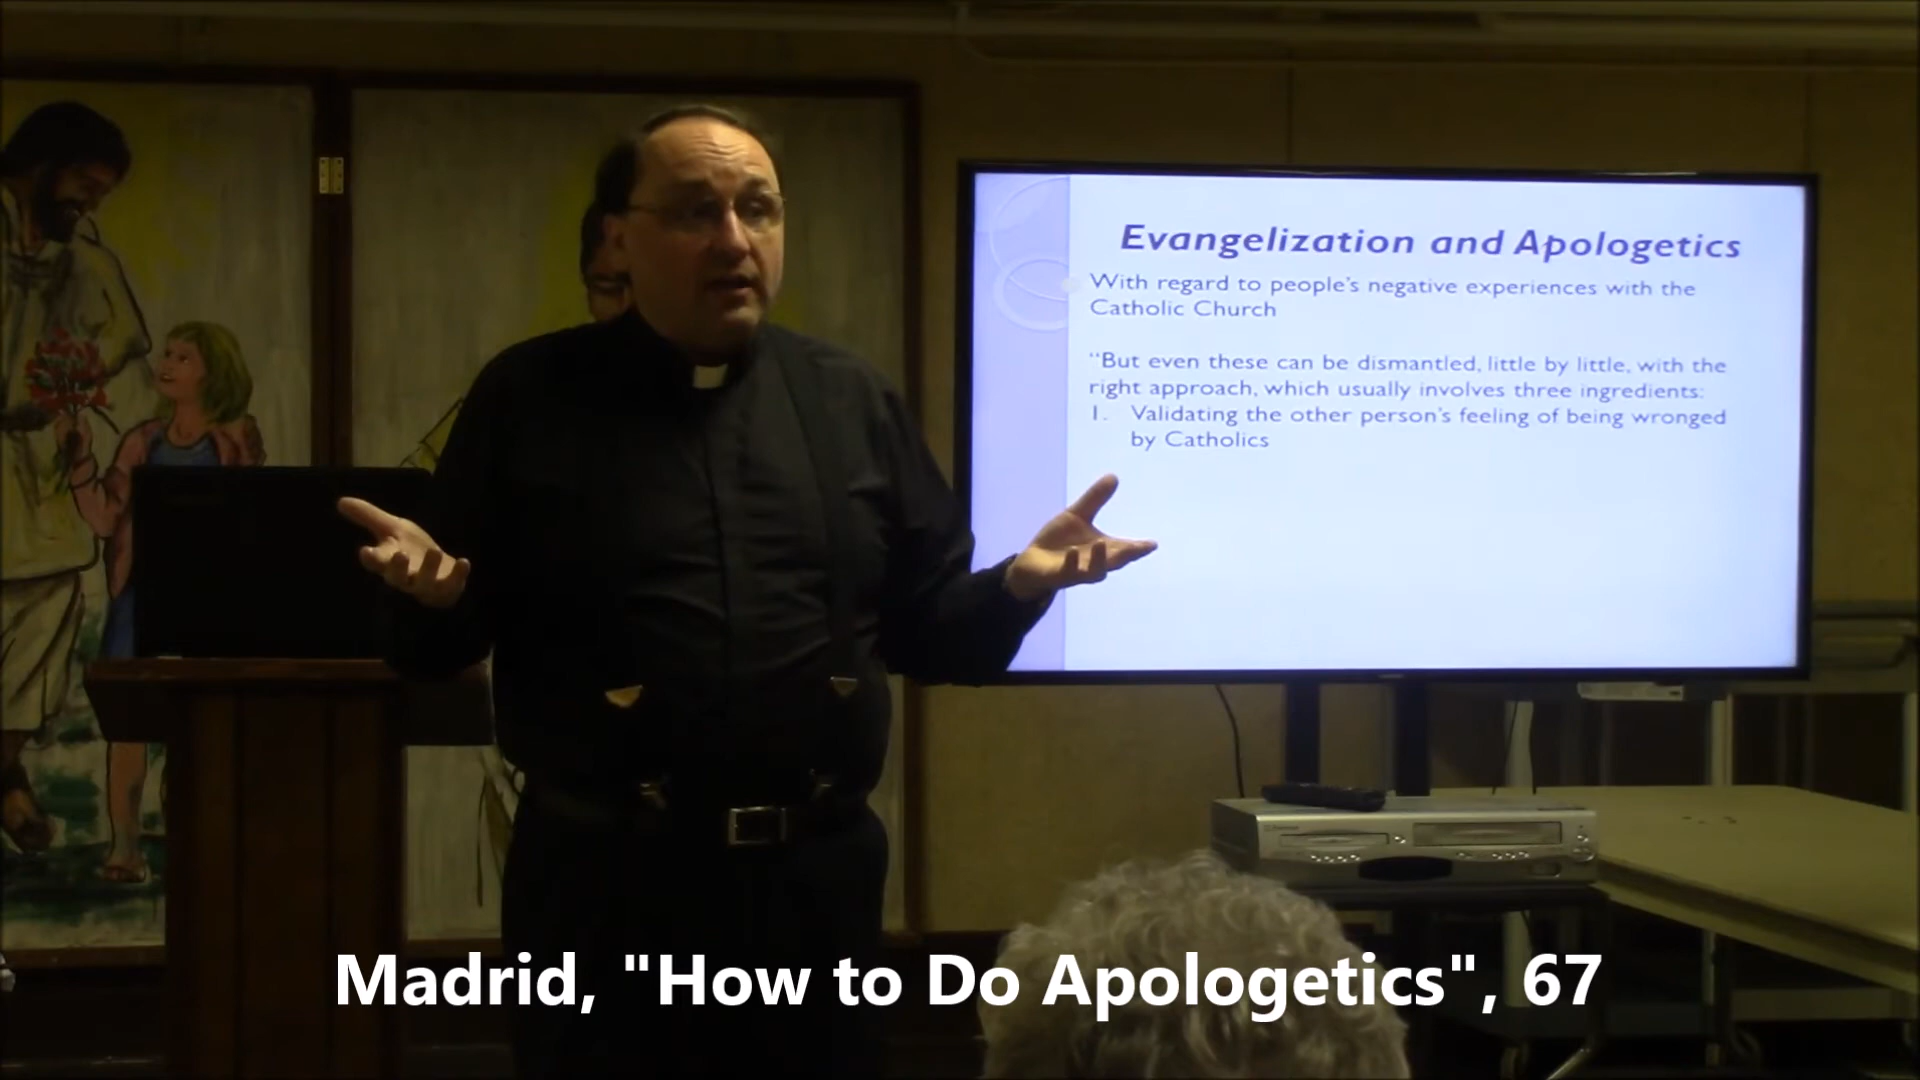 Evangelization and Apologetics
With regard to people's negative experiences with the
Catholic Church
“But even these can be dismantled, little by little, with the
right approach, which usually involves three ingredients:
1. Validating the other person's feeling of being wronged
by Catholics
Madrid, "How to Do Apologetics", 67